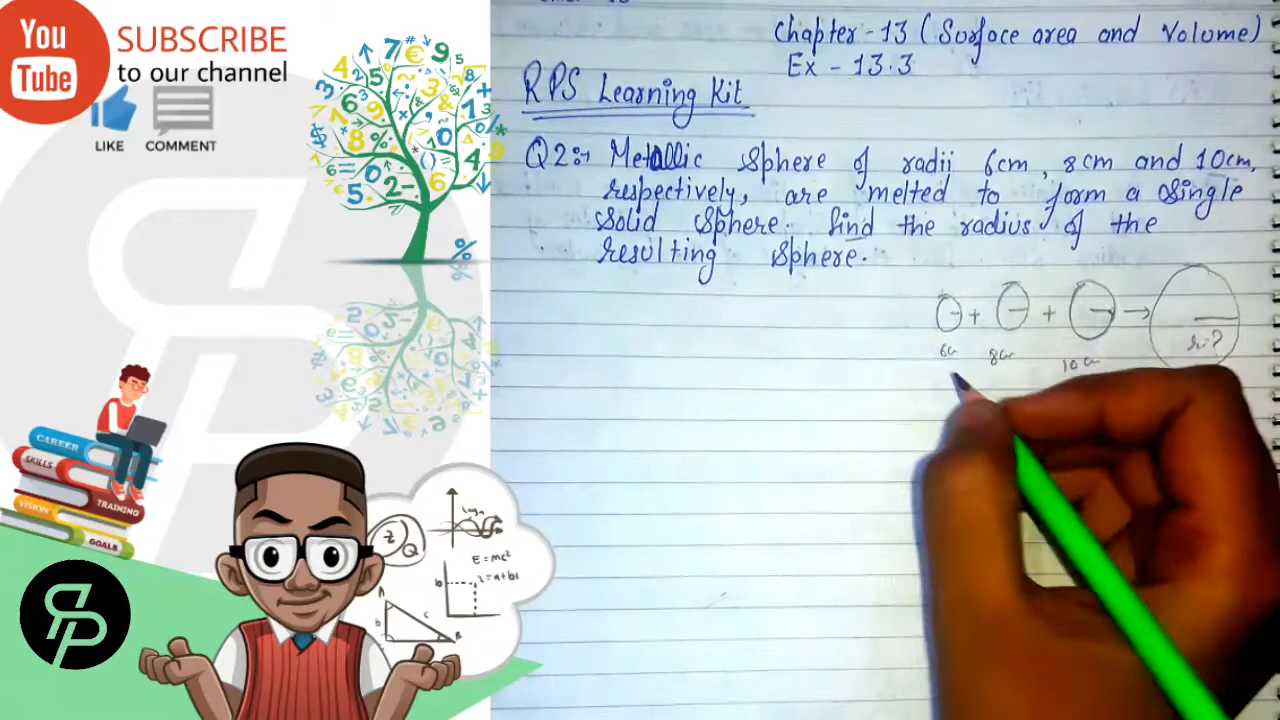 You
Tube
SUBSCRIBE
to our channel
LIKE COMMENT
Chapter - 13 (Surface area and Volume)
Ex - 13.3
RPS Learning Kit
Q2:- Metallic Sphere of radii 6cm, 8cm and 10cm,
respectively, are melted to form a Single
Solid Sphere. find the radius of the
resulting Sphere.
+ + →
r=?
6cm 8cm 10cm
CAREER
SKILLS
TRAINING
VISION
GOALS
E=mc²
z=a+bi